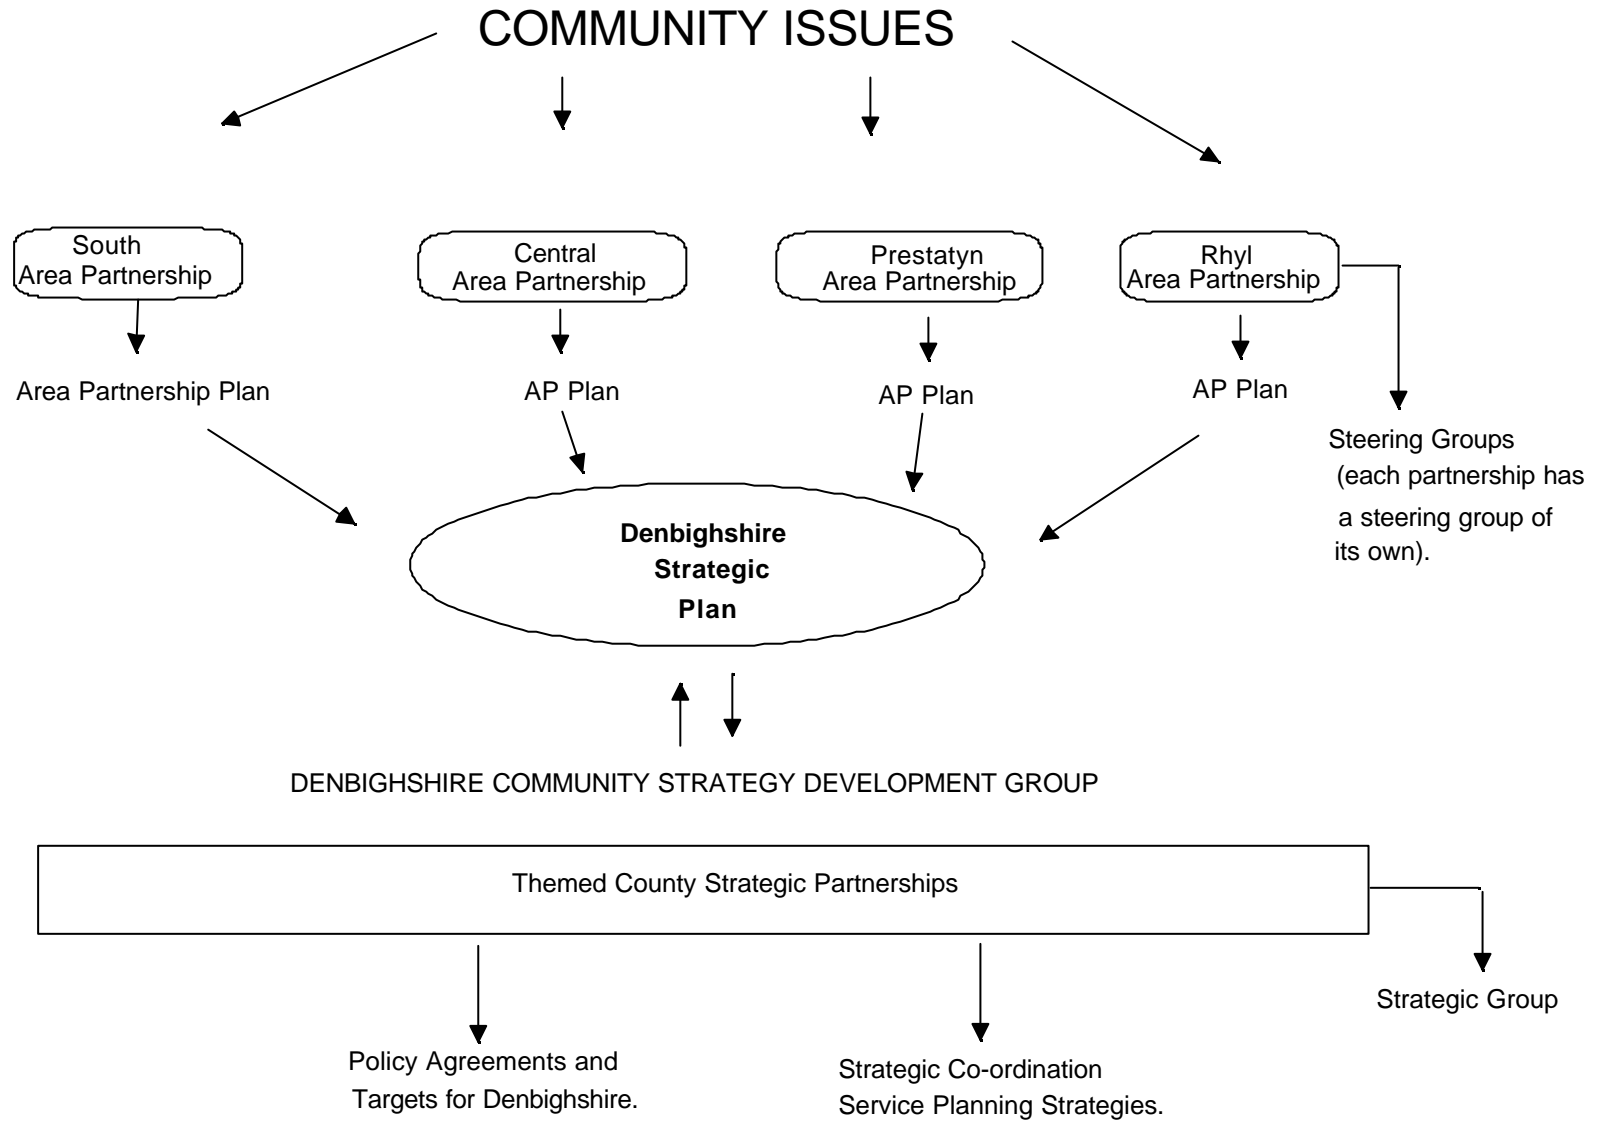 COMMUNITY ISSUES
South
Area Partnership
Central
Area Partnership
Prestatyn
Area Partnership
Rhyl
Area Partnership
Area Partnership Plan
AP Plan
AP Plan
AP Plan
Steering Groups
(each partnership has
a steering group of
its own).
Denbighshire
Strategic
Plan
DENBIGHSHIRE COMMUNITY STRATEGY DEVELOPMENT GROUP
Themed County Strategic Partnerships
Strategic Group
Policy Agreements and
Targets for Denbighshire.
Strategic Co-ordination
Service Planning Strategies.